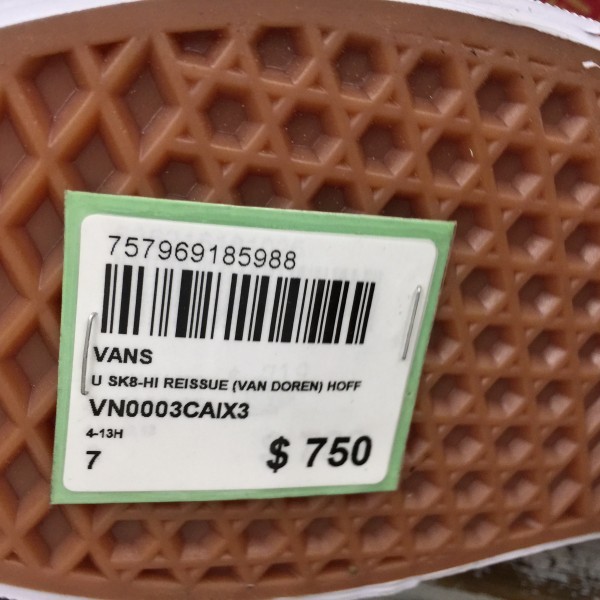 757969185988
VANS
U SK8-HI REISSUE (VAN DOREN) HOFF
VN0003CAIX3
4-13H
7
$ 750